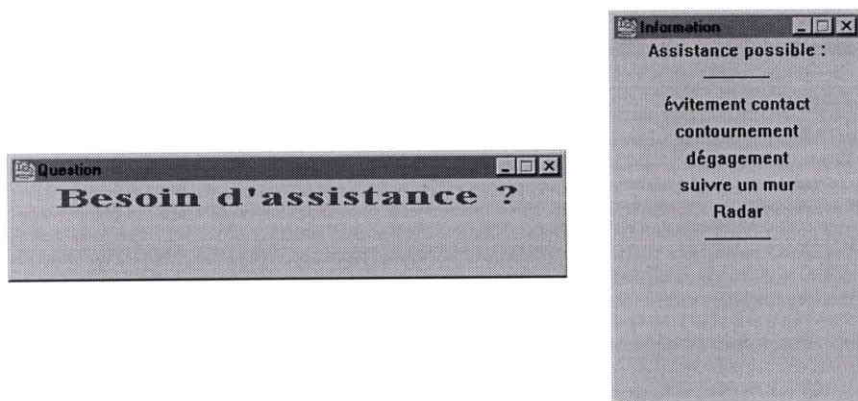 Question
Besoin d'assistance ?
Information
Assistance possible :
évitement contact
contournement
dégagement
suivre un mur
Radar